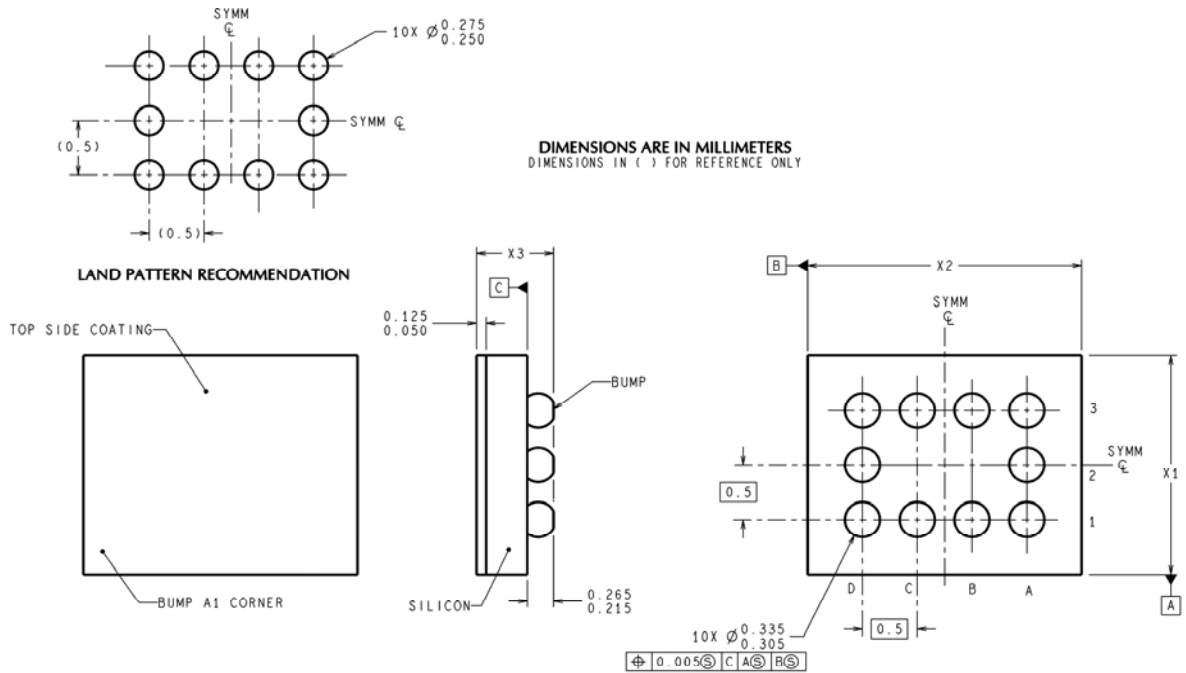 SYMM
℄
10X Ø 0.275
0.250
SYMM ℄
(0.5)
(0.5)
DIMENSIONS ARE IN MILLIMETERS
DIMENSIONS IN ( ) FOR REFERENCE ONLY
LAND PATTERN RECOMMENDATION
TOP SIDE COATING
BUMP A1 CORNER
X3
C
0.125
0.050
BUMP
SILICON
0.265
0.215
B
X2
SYMM
℄
3
SYMM
℄
2
X1
1
0.5
D C B A
A
0.5
10X Ø 0.335
0.305
⌖ 0.005Ⓢ C AⓈ BⓈ